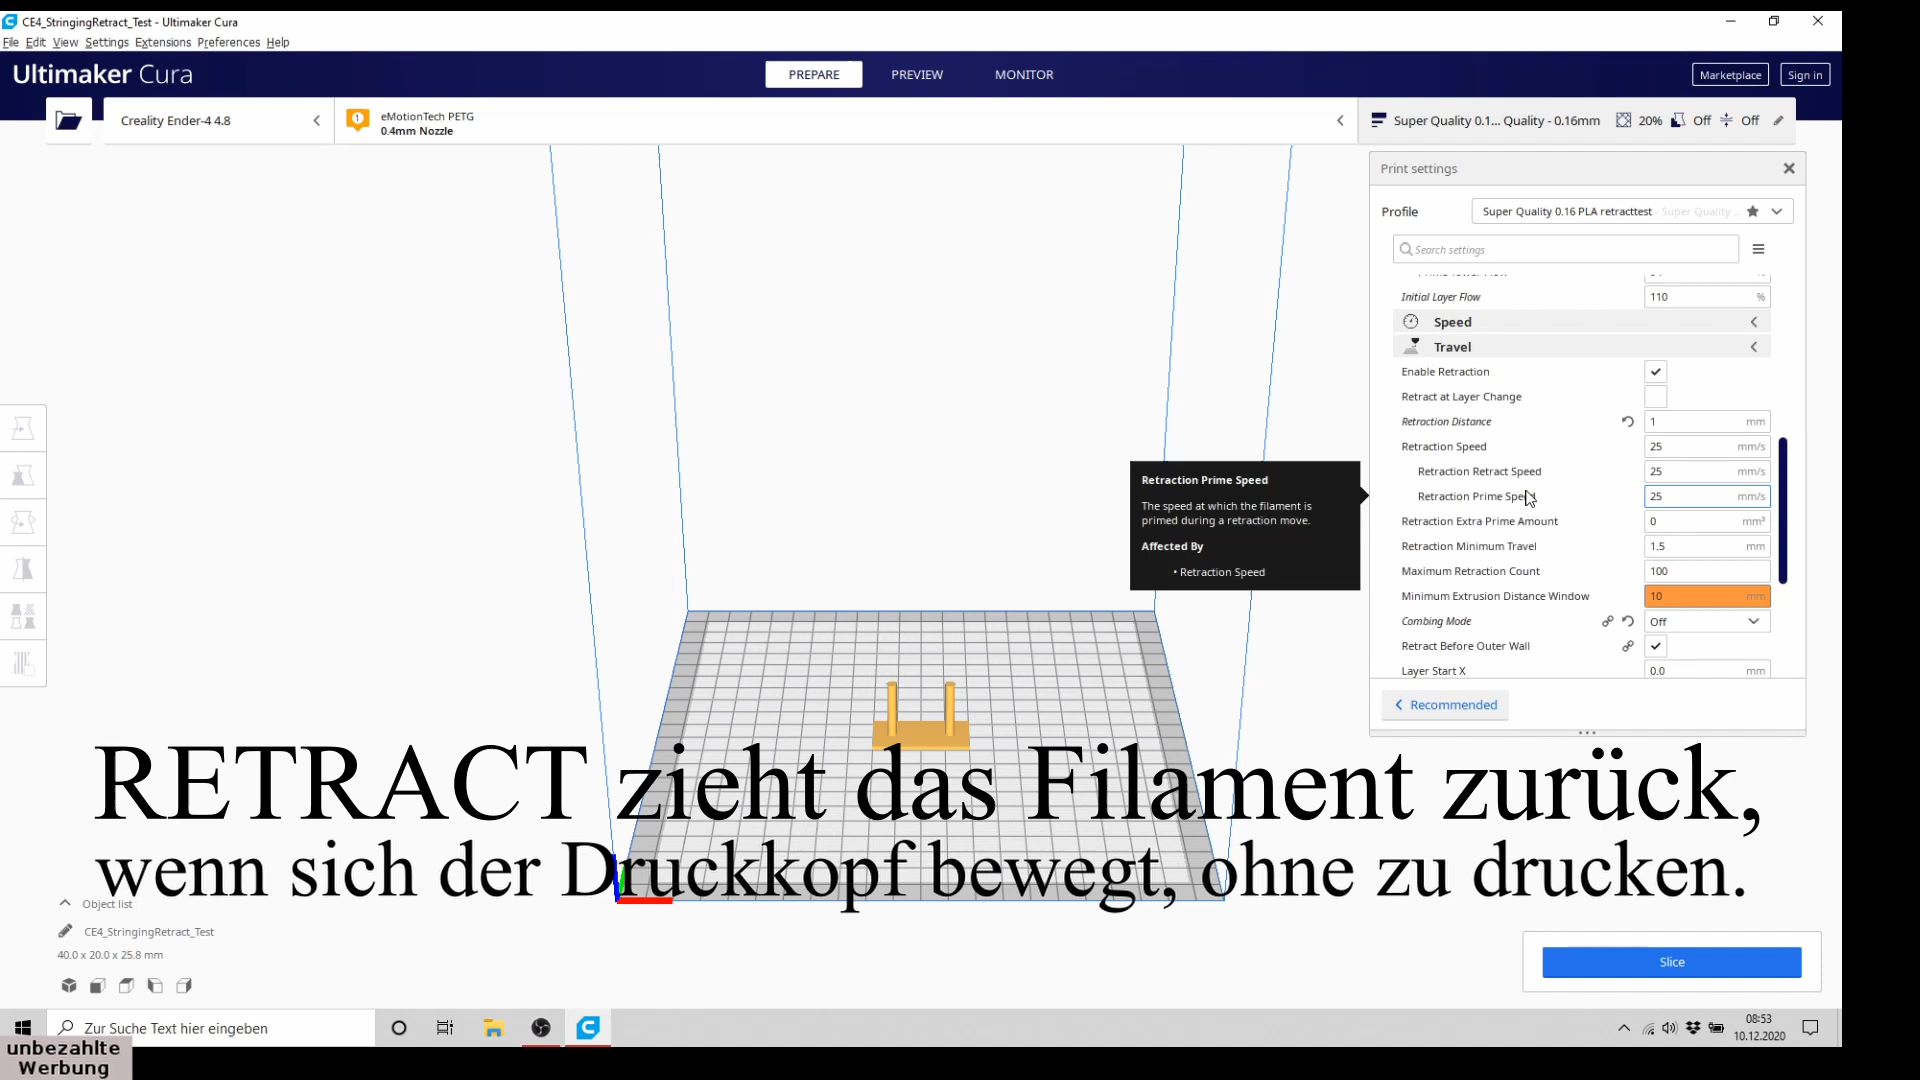 CE4_StringingRetract_Test - Ultimaker Cura
File Edit View Settings Extensions Preferences Help
Ultimaker Cura
PREPARE
PREVIEW
MONITOR
Marketplace
Sign in
Creality Ender-4 4.8
1
eMotionTech PETG
0.4mm Nozzle
Super Quality 0.1... Quality - 0.16mm
20%
Off
Off
Print settings
Profile
Super Quality 0.16 PLA retracttest - Super Quality ...
Search settings
Initial Layer Flow 110 %
Speed
Travel
Enable Retraction
Retract at Layer Change
Retraction Distance 1 mm
Retraction Speed 25 mm/s
Retraction Retract Speed 25 mm/s
Retraction Prime Speed 25 mm/s
Retraction Extra Prime Amount 0 mm³
Retraction Minimum Travel 1.5 mm
Maximum Retraction Count 100
Minimum Extrusion Distance Window 10 mm
Combing Mode Off
Retract Before Outer Wall
Layer Start X 0.0 mm
Recommended
Retraction Prime Speed
The speed at which the filament is
primed during a retraction move.
Affected By
• Retraction Speed
RETRACT zieht das Filament zurück,
wenn sich der Druckkopf bewegt, ohne zu drucken.
Object list
CE4_StringingRetract_Test
40.0 x 20.0 x 25.8 mm
Slice
Zur Suche Text hier eingeben
08:53
10.12.2020
unbezahlte
Werbung